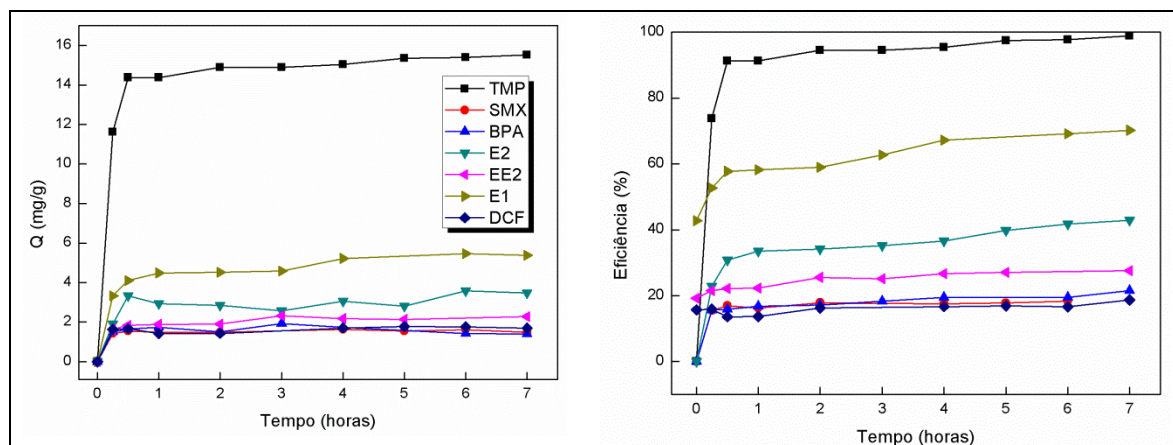 16
14
12
10
8
6
4
2
0
Q (mg/g)
TMP
SMX
BPA
E2
EE2
E1
DCF
0 1 2 3 4 5 6 7
Tempo (horas)
100
80
60
40
20
0
Eficiência (%)
0 1 2 3 4 5 6 7
Tempo (horas)